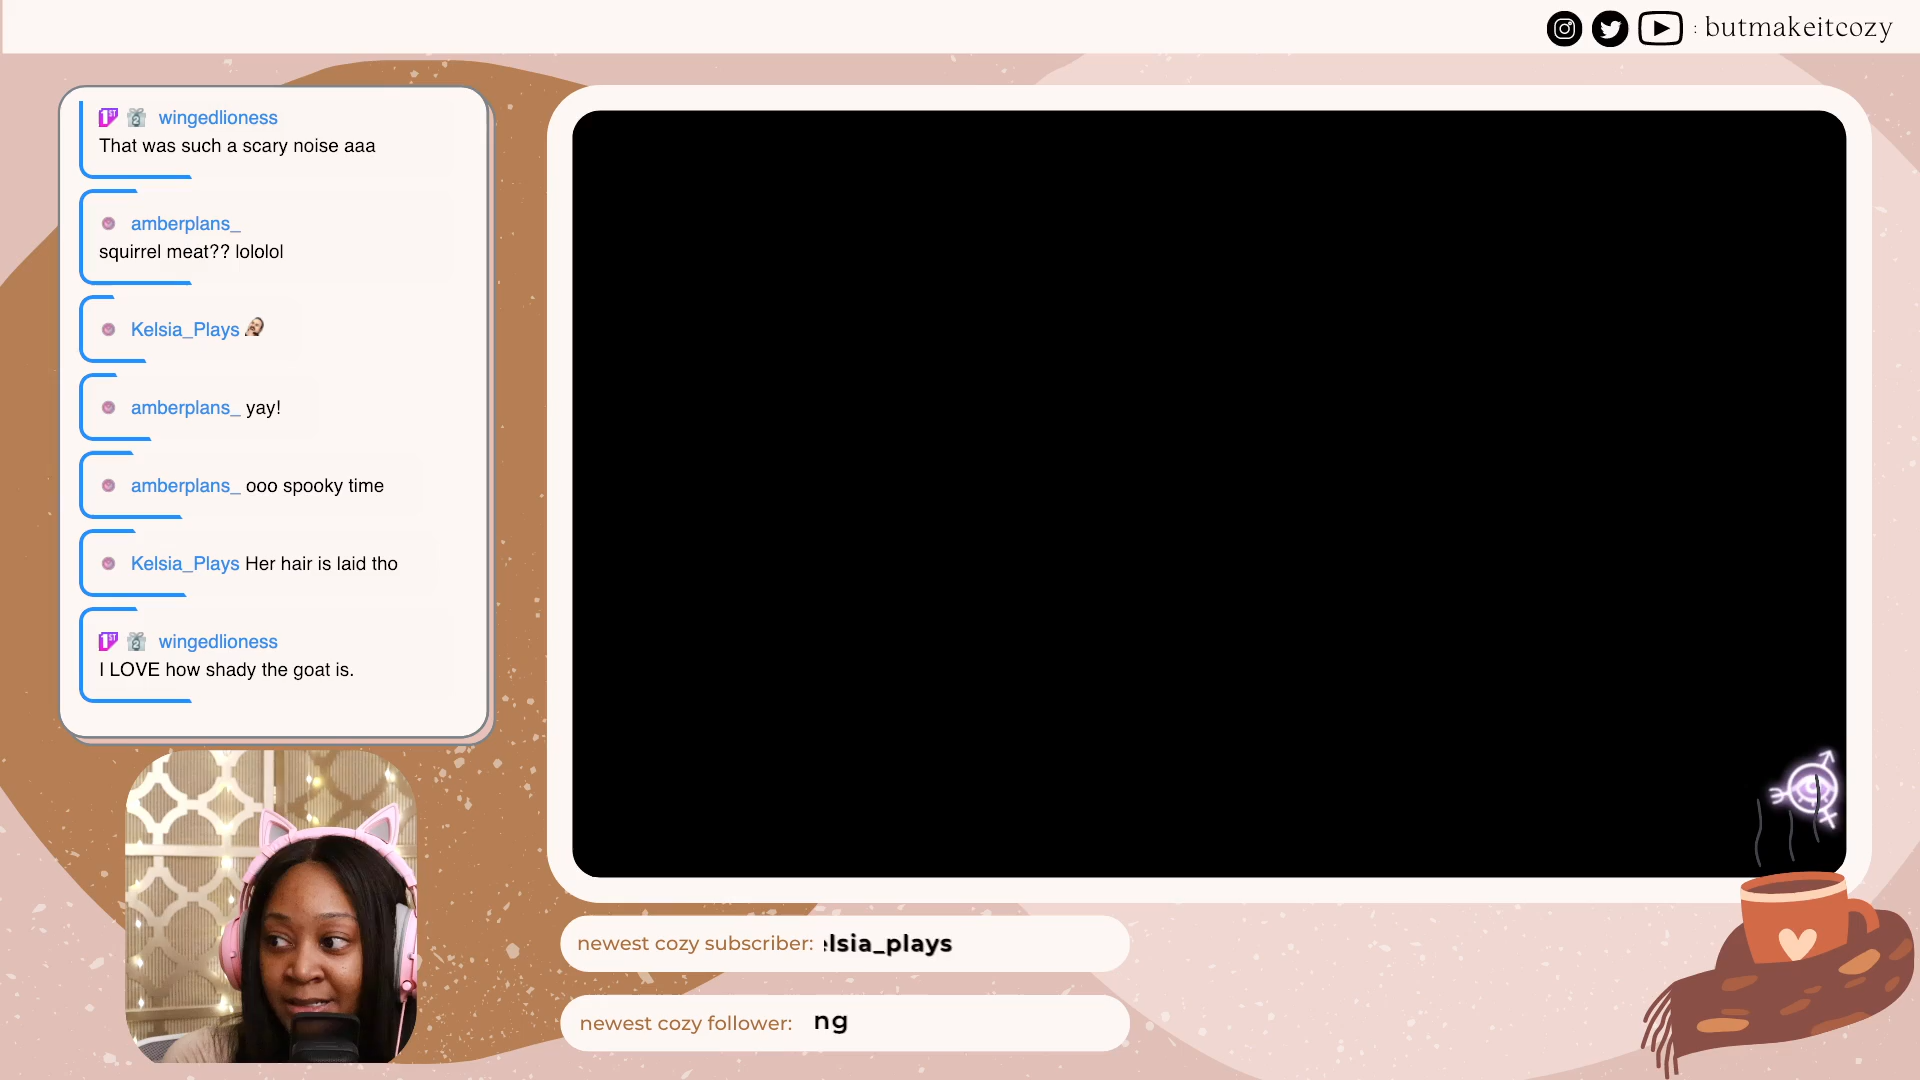 : butmakeitcozy
wingedlioness
That was such a scary noise aaa
amberplans_
squirrel meat?? lololol
Kelsia_Plays
amberplans_ yay!
amberplans_ ooo spooky time
Kelsia_Plays Her hair is laid tho
wingedlioness
I LOVE how shady the goat is.
newest cozy subscriber: elsia_plays
newest cozy follower: ng